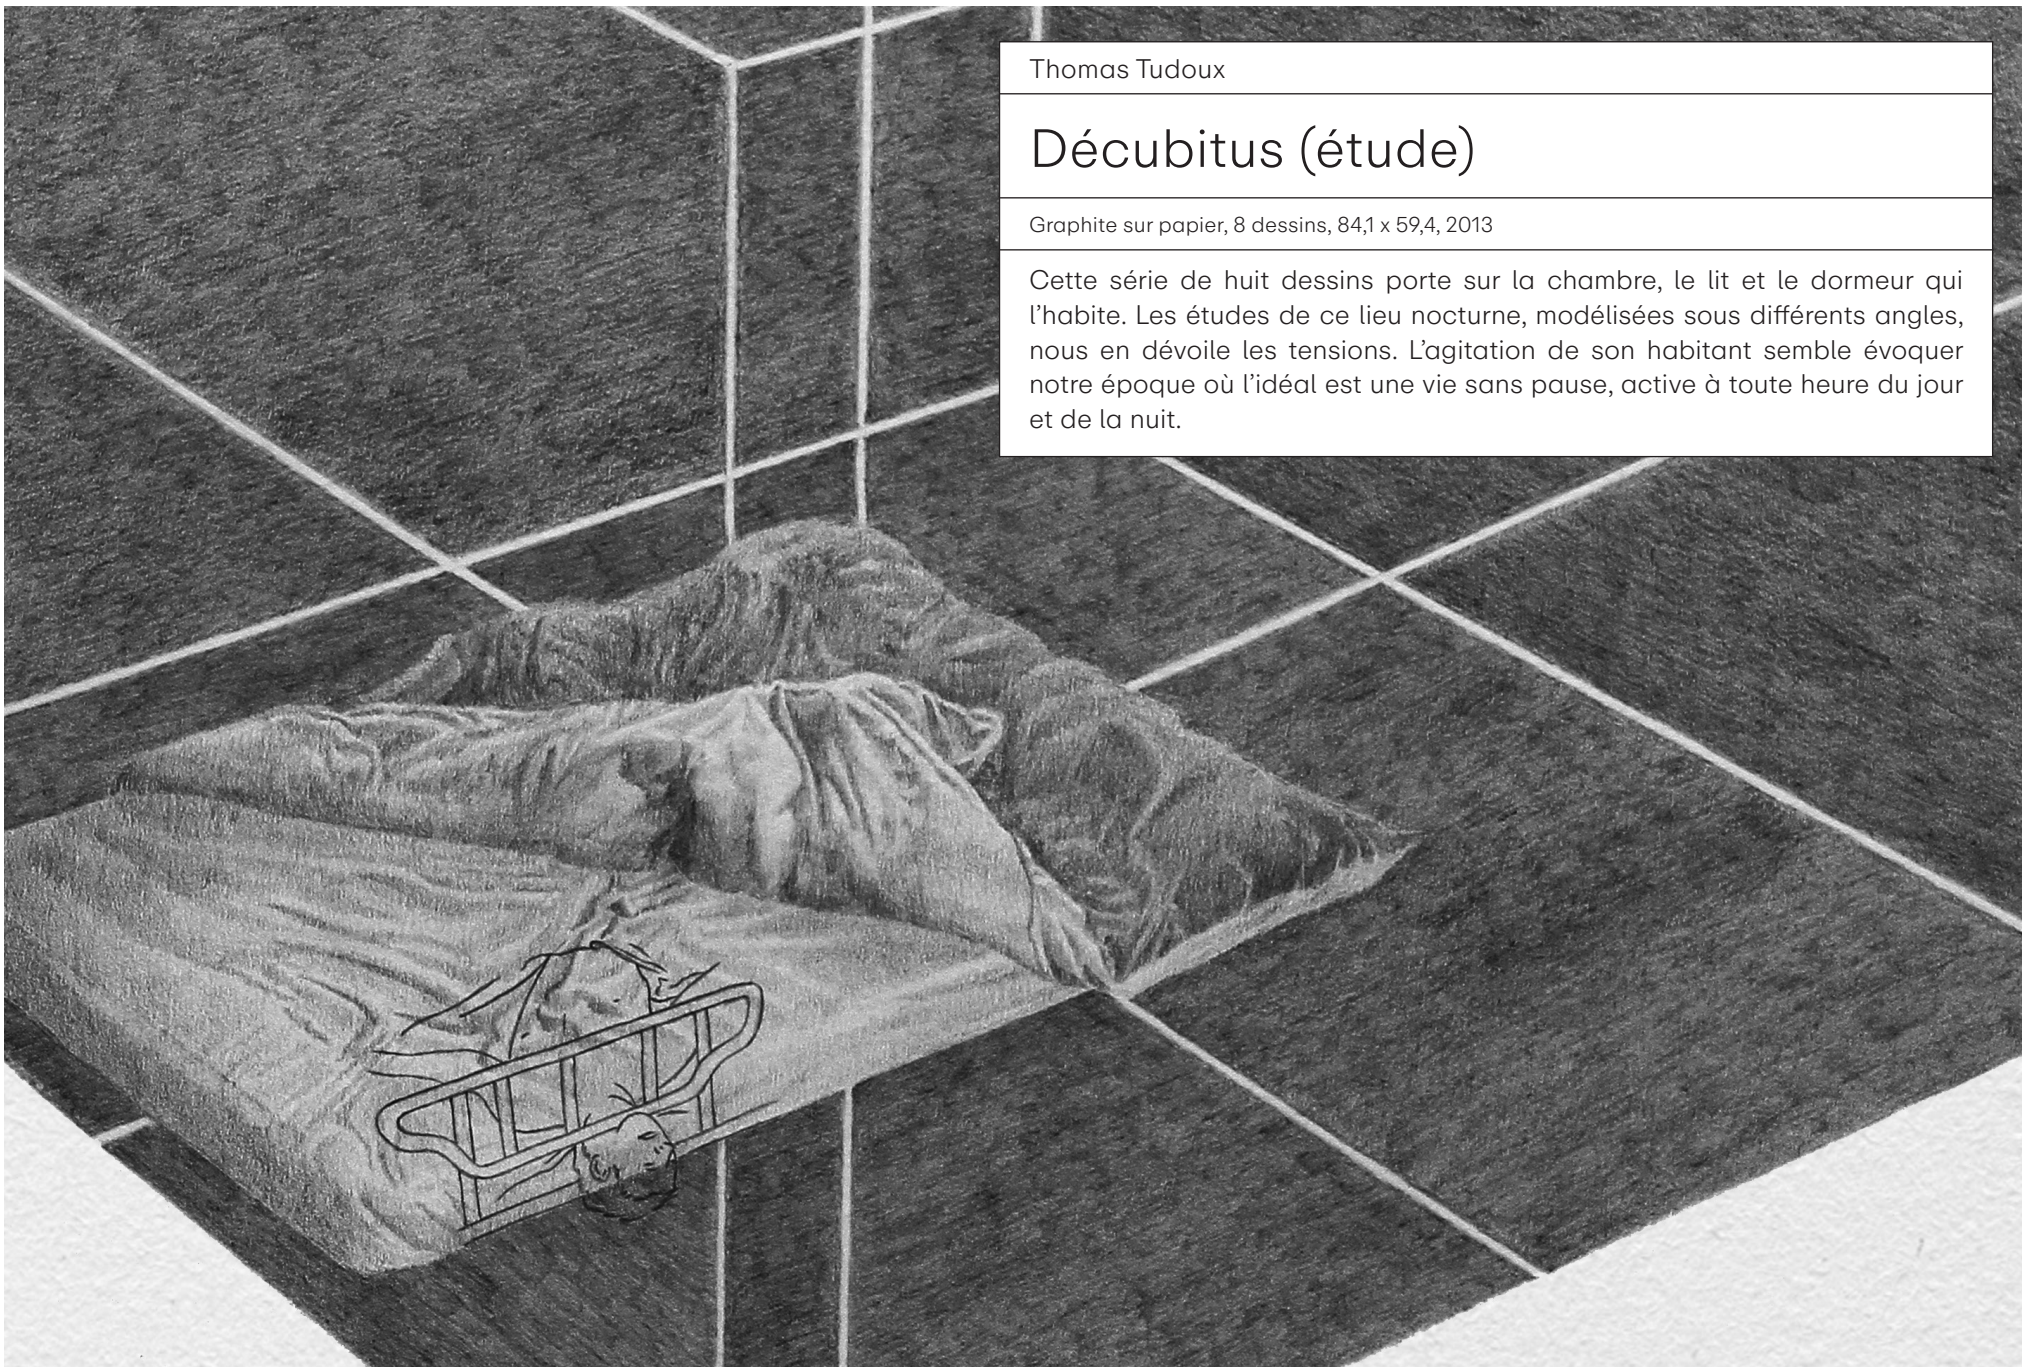 Thomas Tudoux
Décubitus (étude)
Graphite sur papier, 8 dessins, 84,1 x 59,4, 2013
Cette série de huit dessins porte sur la chambre, le lit et le dormeur qui
l’habite. Les études de ce lieu nocturne, modélisées sous différents angles,
nous en dévoile les tensions. L’agitation de son habitant semble évoquer
notre époque où l’idéal est une vie sans pause, active à toute heure du jour
et de la nuit.